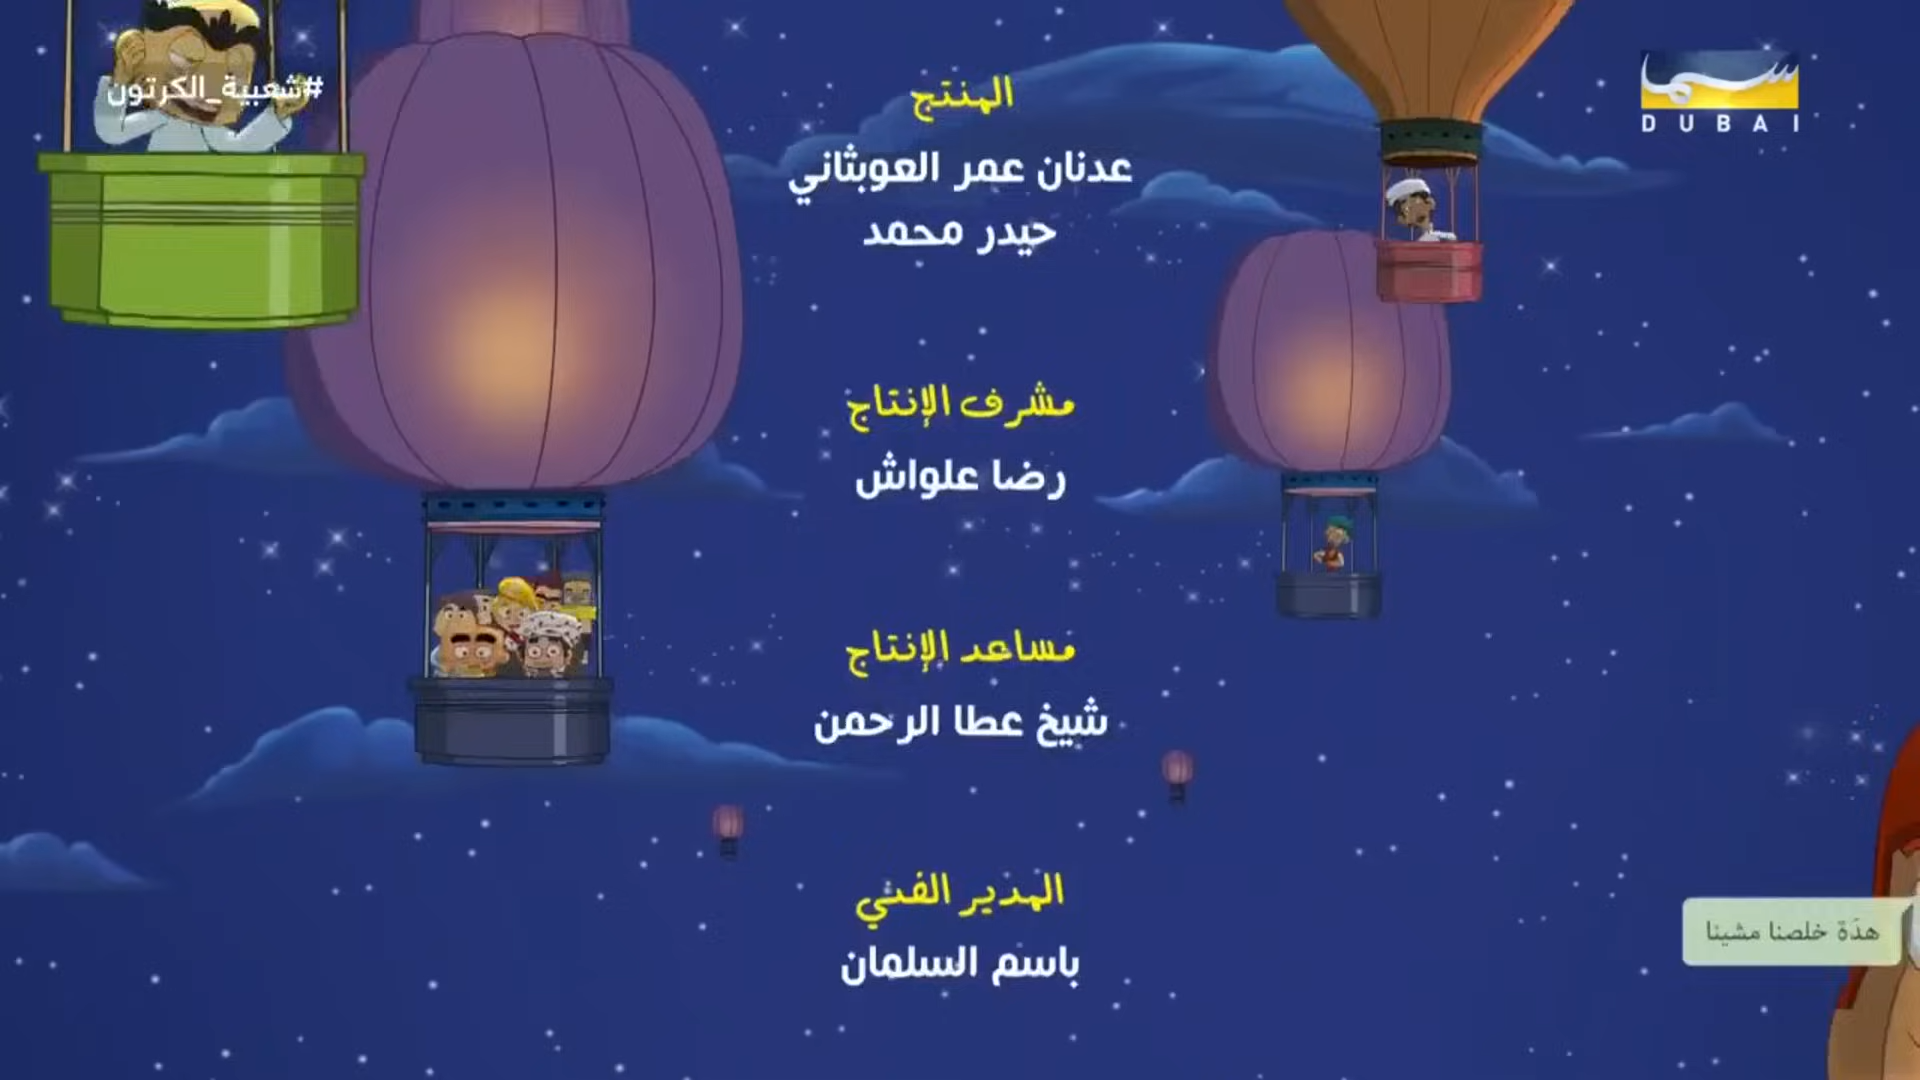 #شعبية_الكرتون
سما
DUBAI
المنتج
عدنان عمر العوبثاني
حيدر محمد
مشرف الإنتاج
رضا علواش
مساعد الإنتاج
شيخ عطا الرحمن
المدير الفني
باسم السلمان
هدَة خلصنا مشينا